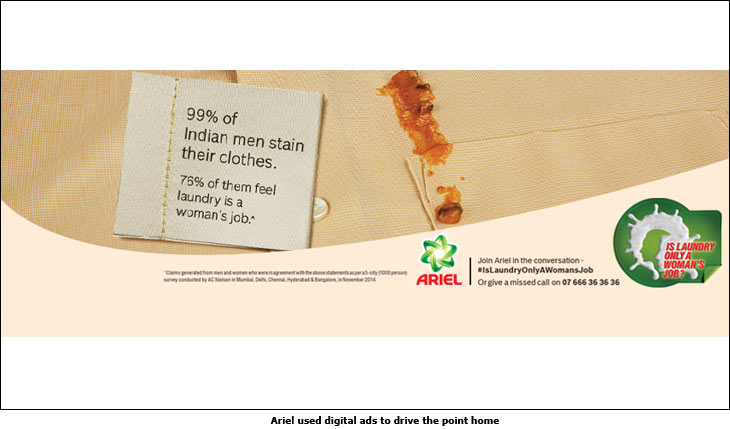 99% of
Indian men stain
their clothes.
76% of them feel
laundry is a
woman's job.^
^Claims generated from men and women who were in agreement with the above statements as per a 5-city (1000 person)
survey conducted by AC Nielsen in Mumbai, Delhi, Chennai, Hyderabad & Bangalore, in November 2014.
ARIEL
Join Ariel in the conversation -
#IsLaundryOnlyAWomansJob
Or give a missed call on 07 666 36 36 36
IS LAUNDRY
ONLY A
WOMAN'S
JOB?
Ariel used digital ads to drive the point home